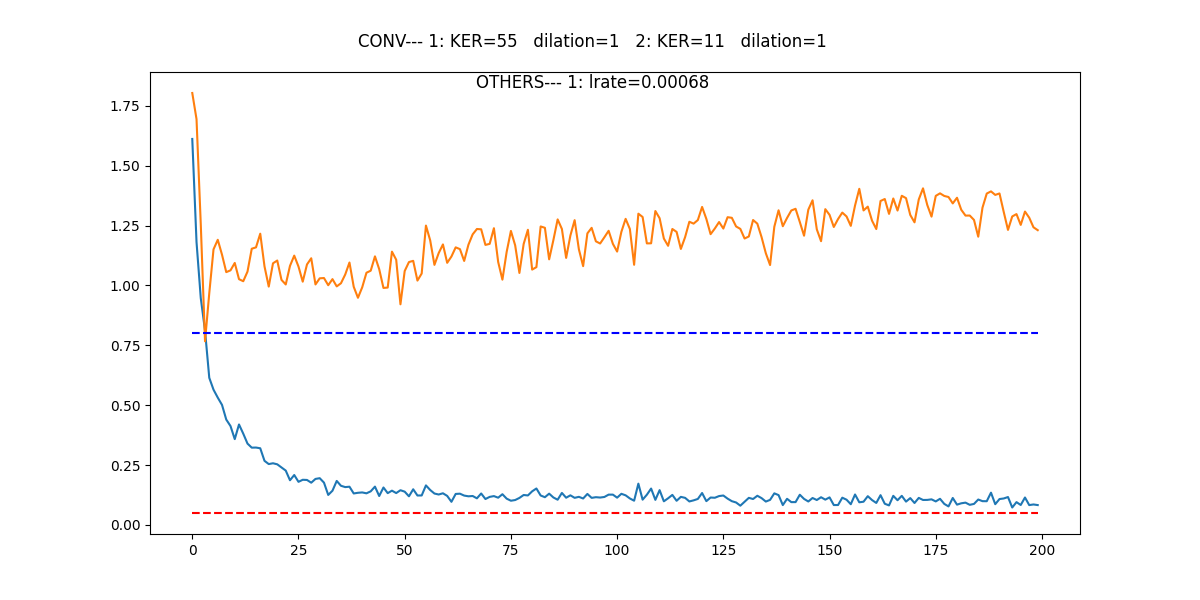 CONV--- 1: KER=55   dilation=1   2: KER=11   dilation=1
OTHERS--- 1: lrate=0.00068
1.75
1.50
1.25
1.00
0.75
0.50
0.25
0.00
0 25 50 75 100 125 150 175 200